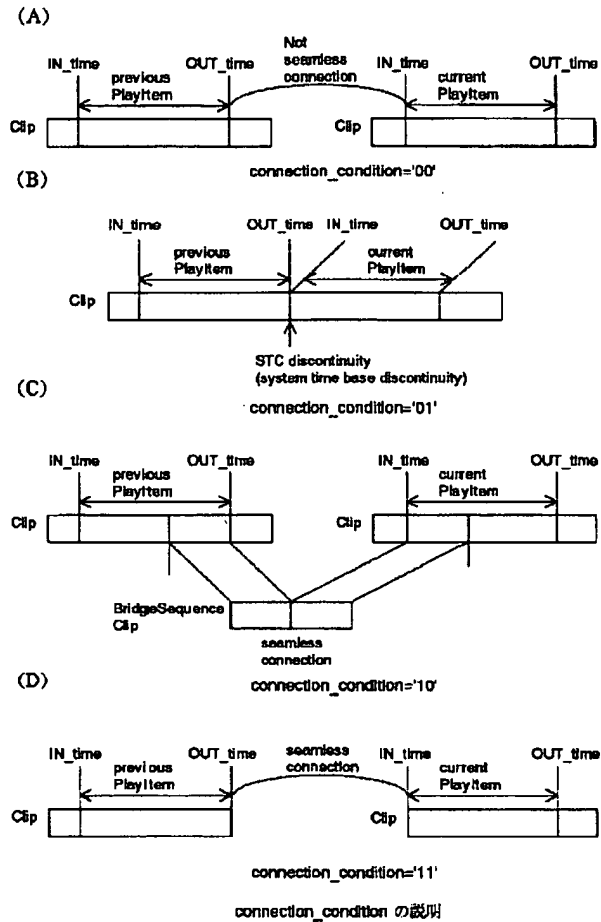 (A)
Not
seamless
connection
IN_time
OUT_time
IN_time
OUT_time
previous
PlayItem
current
PlayItem
Clip
Clip
connection_condition='00'
(B)
IN_time
OUT_time
IN_time
OUT_time
previous
PlayItem
current
PlayItem
Clip
STC discontinuity
(system time base discontinuity)
connection_condition='01'
(C)
IN_time
OUT_time
IN_time
OUT_time
previous
PlayItem
current
PlayItem
Clip
Clip
BridgeSequence
Clip
seamless
connection
connection_condition='10'
(D)
IN_time
OUT_time
seamless
connection
IN_time
OUT_time
previous
PlayItem
current
PlayItem
Clip
Clip
connection_condition='11'
connection_condition の説明